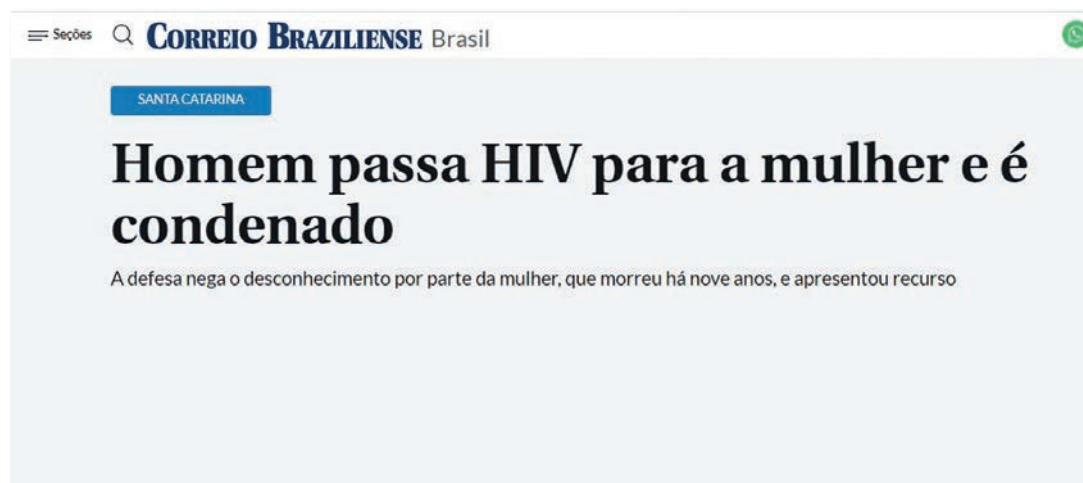 Seções CORREIO BRAZILIENSE Brasil
SANTA CATARINA
Homem passa HIV para a mulher e é
condenado
A defesa nega o desconhecimento por parte da mulher, que morreu há nove anos, e apresentou recurso